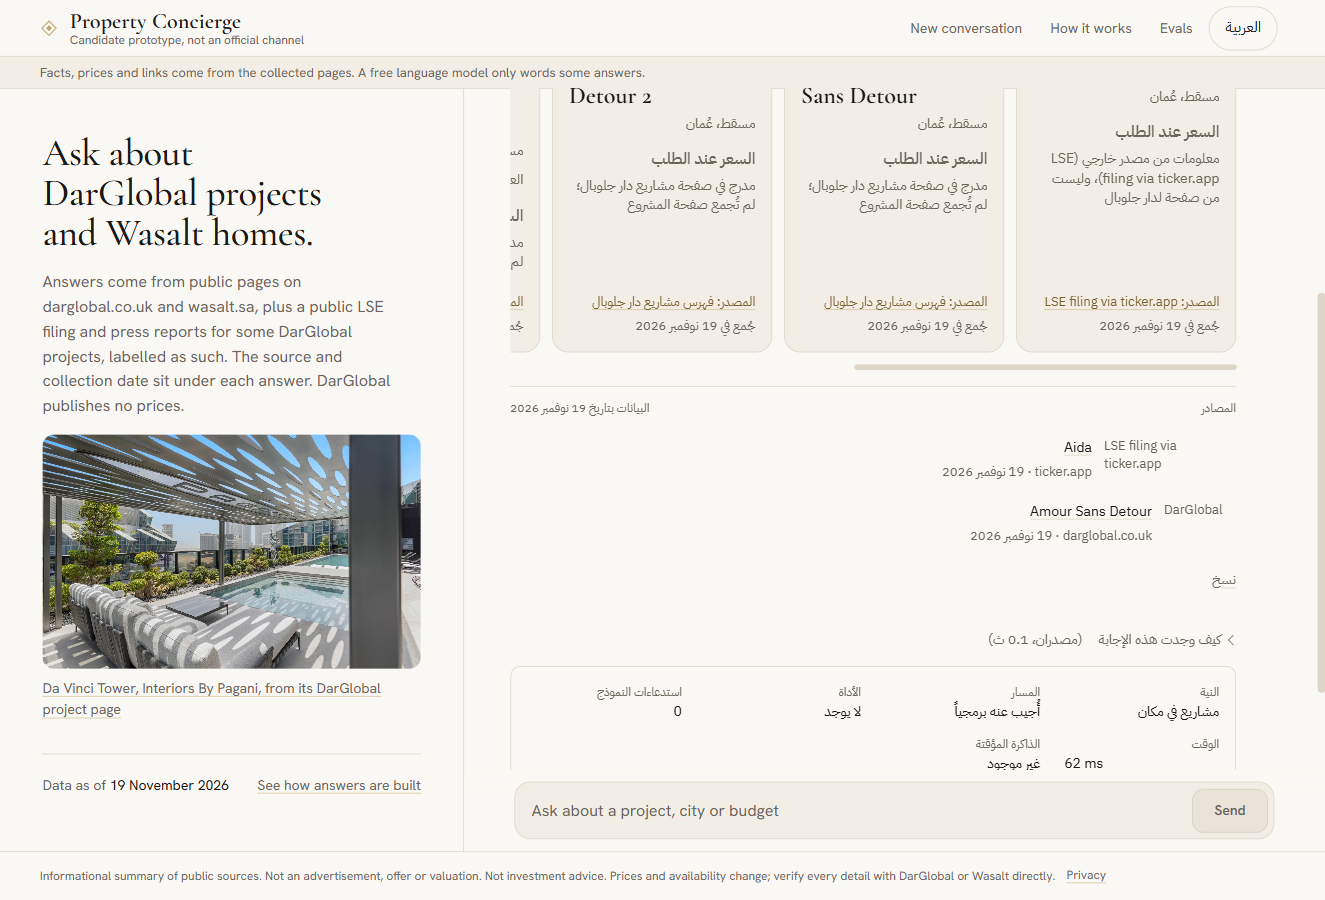 Property Concierge
Candidate prototype, not an official channel
New conversation
How it works
Evals
العربية
Facts, prices and links come from the collected pages. A free language model only words some answers.
Ask about
DarGlobal projects
and Wasalt homes.
Answers come from public pages on
darglobal.co.uk and wasalt.sa, plus a public LSE
filing and press reports for some DarGlobal
projects, labelled as such. The source and
collection date sit under each answer. DarGlobal
publishes no prices.
Da Vinci Tower, Interiors By Pagani, from its DarGlobal
project page
Data as of 19 November 2026
See how answers are built
مسقط، عُمان
السعر عند الطلب
معلومات من مصدر خارجي (LSE
filing via ticker.app)، وليست
من صفحة لدار جلوبال
المصدر: LSE filing via ticker.app
جُمع في 19 نوفمبر 2026
Sans Detour
مسقط، عُمان
السعر عند الطلب
مدرج في صفحة مشاريع دار جلوبال؛
لم تُجمع صفحة المشروع
المصدر: فهرس مشاريع دار جلوبال
جُمع في 19 نوفمبر 2026
Detour 2
مسقط، عُمان
السعر عند الطلب
مدرج في صفحة مشاريع دار جلوبال؛
لم تُجمع صفحة المشروع
المصدر: فهرس مشاريع دار جلوبال
جُمع في 19 نوفمبر 2026
المصادر
البيانات بتاريخ 19 نوفمبر 2026
LSE filing via
ticker.app
Aida
ticker.app · 19 نوفمبر 2026
DarGlobal
Amour Sans Detour
darglobal.co.uk · 19 نوفمبر 2026
نسخ
كيف وجدت هذه الإجابة (مصدران، 0.1 ث)
النية
مشاريع في مكان
المسار
أُجيب عنه برمجياً
الأداة
لا يوجد
استدعاءات النموذج
0
الوقت
62 ms
الذاكرة المؤقتة
غير موجود
Ask about a project, city or budget
Send
Informational summary of public sources. Not an advertisement, offer or valuation. Not investment advice. Prices and availability change; verify every detail with DarGlobal or Wasalt directly.
Privacy